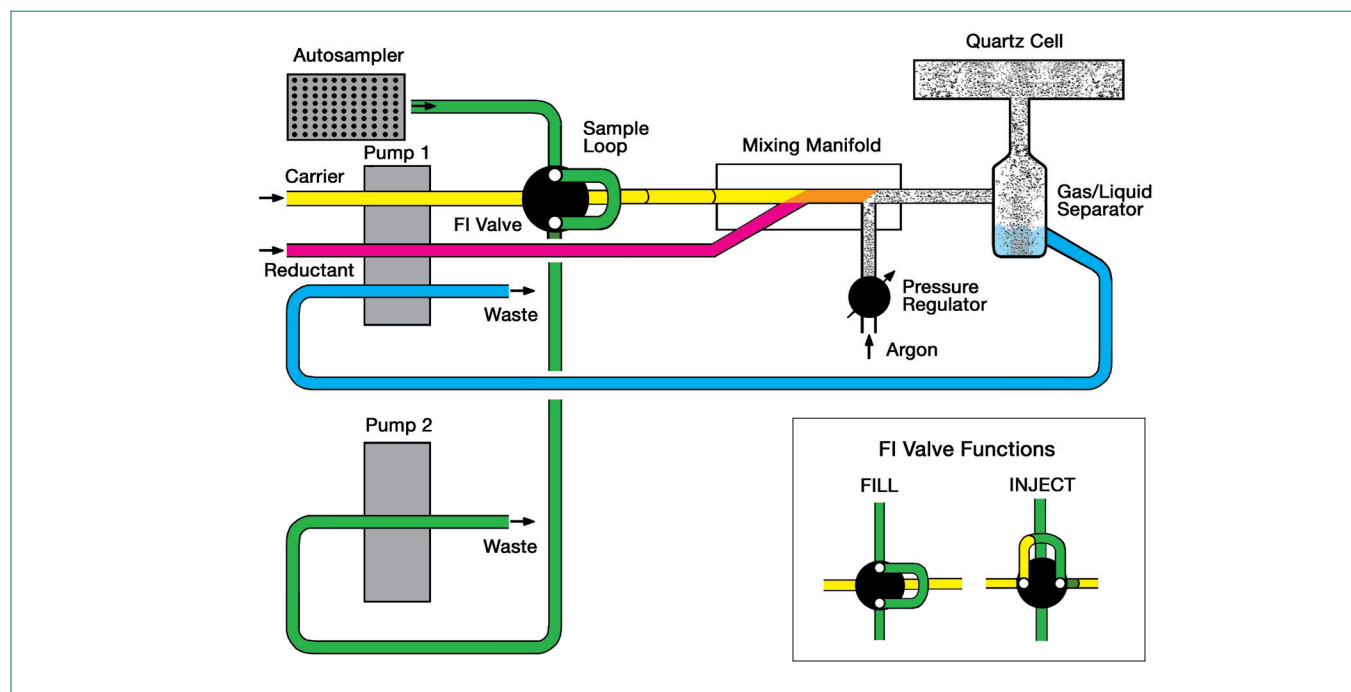 Autosampler
Quartz Cell
Sample
Loop
Mixing Manifold
Pump 1
Carrier
Gas/Liquid
Separator
FI Valve
Reductant
Pressure
Regulator
Waste
Argon
Pump 2
FI Valve Functions
FILL
INJECT
Waste